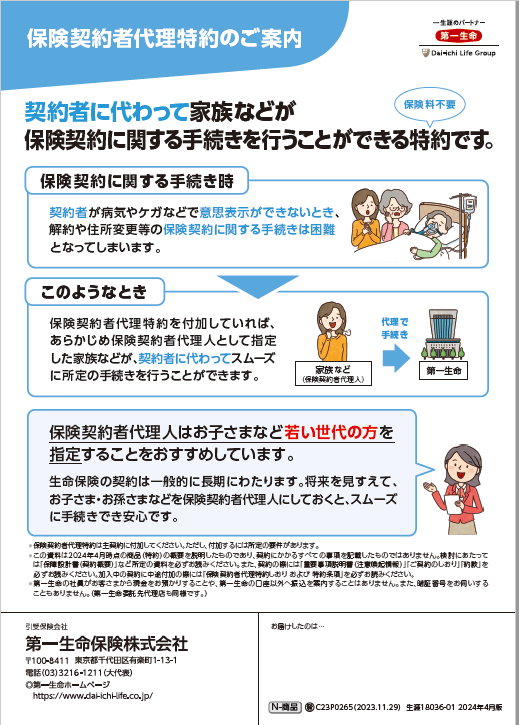 保険契約者代理特約のご案内
一生涯のパートナー
第一生命
Dai-ichi Life Group
契約者に代わって家族などが
保険料不要
保険契約に関する手続きを行うことができる特約です。
保険契約に関する手続き時
契約者が病気やケガなどで意思表示ができないとき、
解約や住所変更等の保険契約に関する手続きは困難
となってしまいます。
このようなとき
保険契約者代理特約を付加していれば、
あらかじめ保険契約者代理人として指定
した家族などが、契約者に代わってスムーズ
に所定の手続きを行うことができます。
代理で
手続き
家族など
(保険契約者代理人)
第一生命
保険契約者代理人はお子さまなど若い世代の方を
指定することをおすすめしています。
生命保険の契約は一般的に長期にわたります。将来を見すえて、
お子さま・お孫さまなどを保険契約者代理人にしておくと、スムーズ
に手続きでき安心です。
*保険契約者代理特約は主契約に付加してください。ただし、付加するには所定の要件があります。
*この資料は2024年4月時点の商品(特約)の概要を説明したものであり、契約にかかるすべての事項を記載したものではありません。検討にあたって
は「保障設計書(契約概要)」など所定の資料を必ずお読みください。また、契約の際には「重要事項説明書(注意喚起情報)」「ご契約のしおり」「約款」を
必ずお読みください。加入中の契約に中途付加の際には「保険契約者代理特約しおり および 特約条項」を必ずお読みください。
*第一生命の社員がお客さまから現金をお預かりすることや、第一生命の口座以外へ振込を案内することはありません。また、暗証番号をお伺いする
こともありません。(第一生命委託先代理店も同様です。)
引受保険会社
第一生命保険株式会社
〒100-8411 東京都千代田区有楽町1-13-1
電話(03)3216-1211(大代表)
◎第一生命ホームページ
https://www.dai-ichi-life.co.jp/
お届けしたのは…
N-商品 C23P0265(2023.11.29) 生涯18036-01 2024年4月版